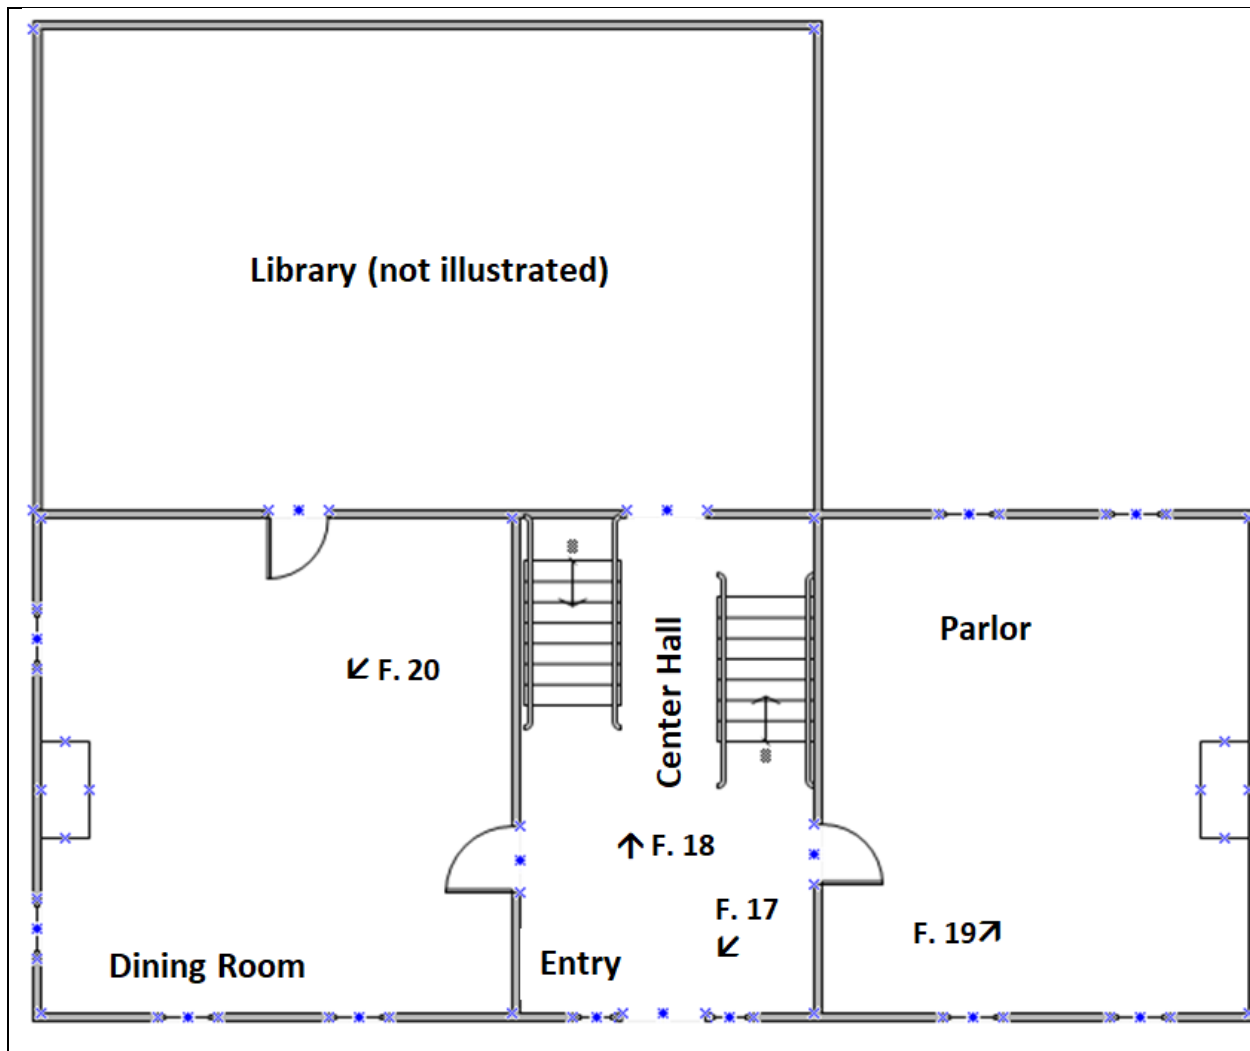 Library (not illustrated)
Parlor
Center Hall
↙ F. 20
↑ F. 18
F. 17
↙
F. 19↗
Dining Room
Entry